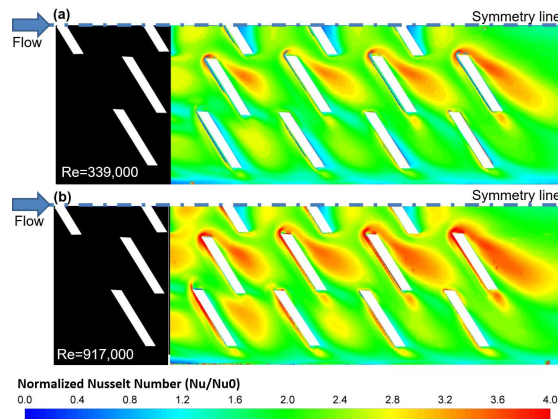 (a)
Symmetry line
Flow
Re=339,000
(b)
Symmetry line
Flow
Re=917,000
Normalized Nusselt Number (Nu/Nu0)
0.0 0.4 0.8 1.2 1.6 2.0 2.4 2.8 3.2 3.6 4.0